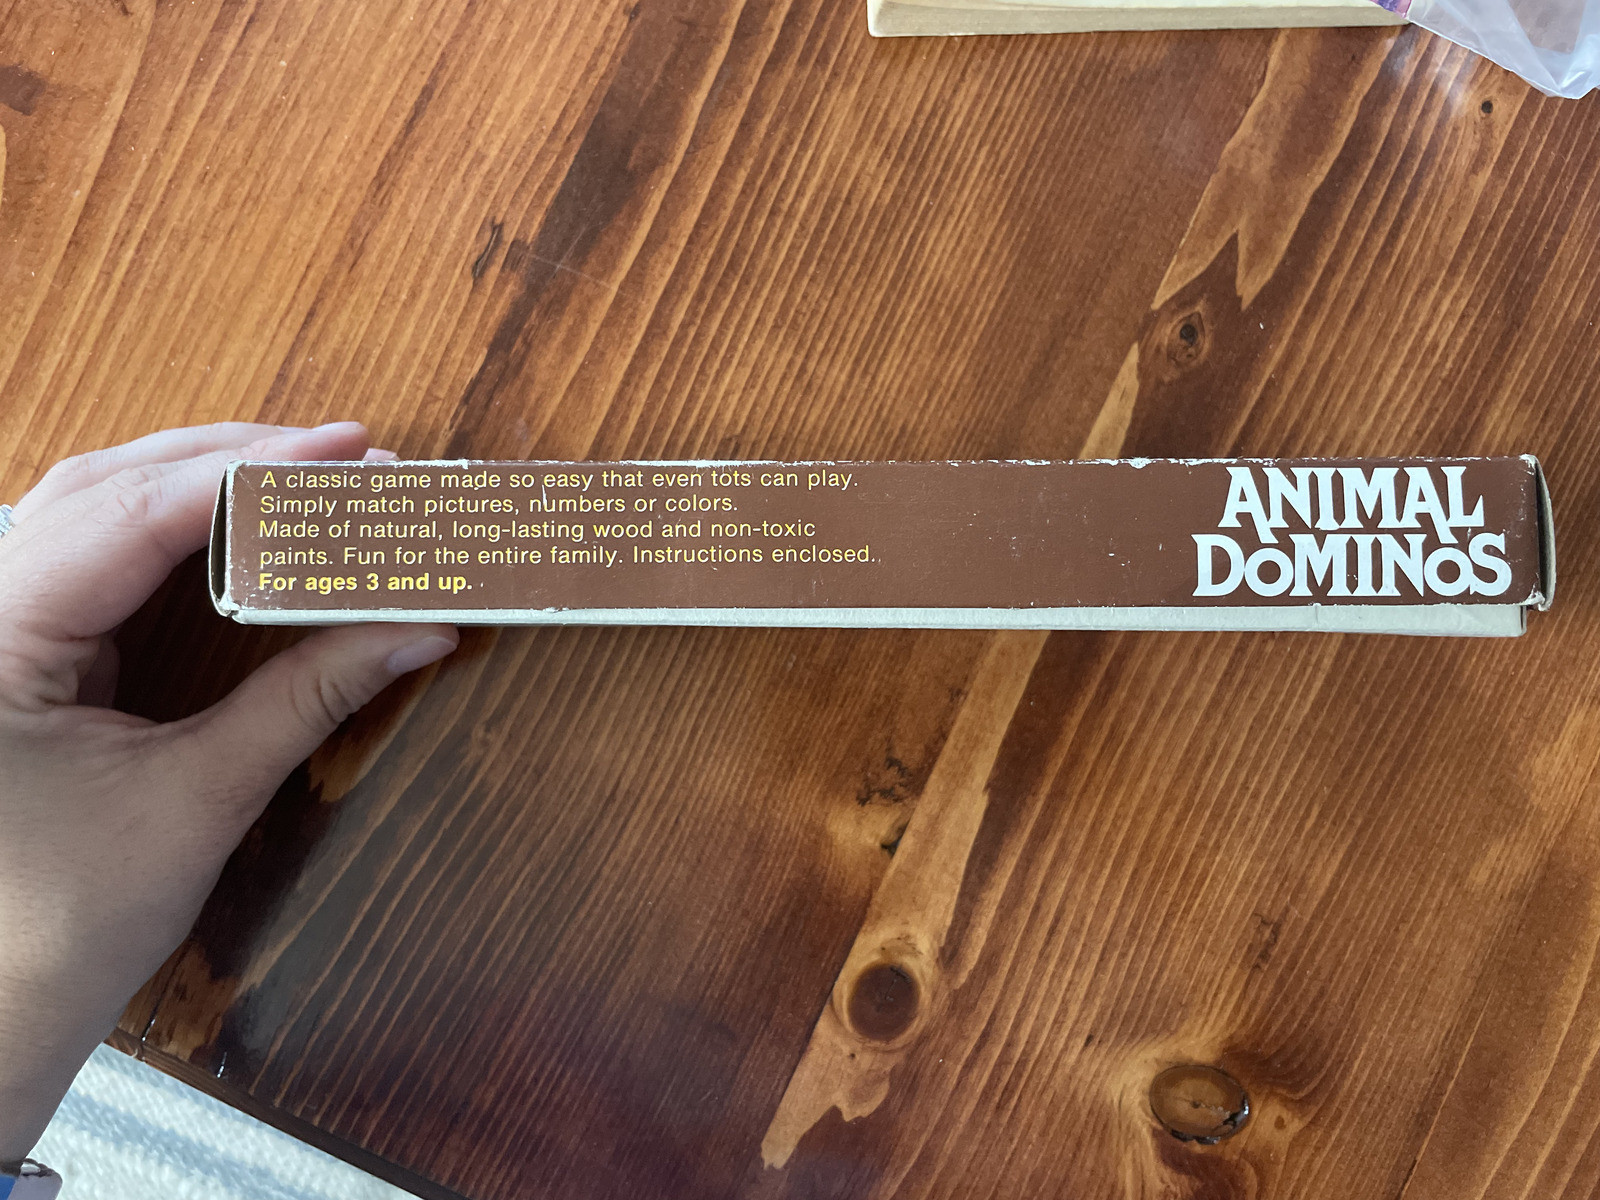 A classic game made so easy that even tots can play.
Simply match pictures, numbers or colors.
Made of natural, long-lasting wood and non-toxic
paints. Fun for the entire family. Instructions enclosed.
For ages 3 and up.
ANIMAL
DOMINOS